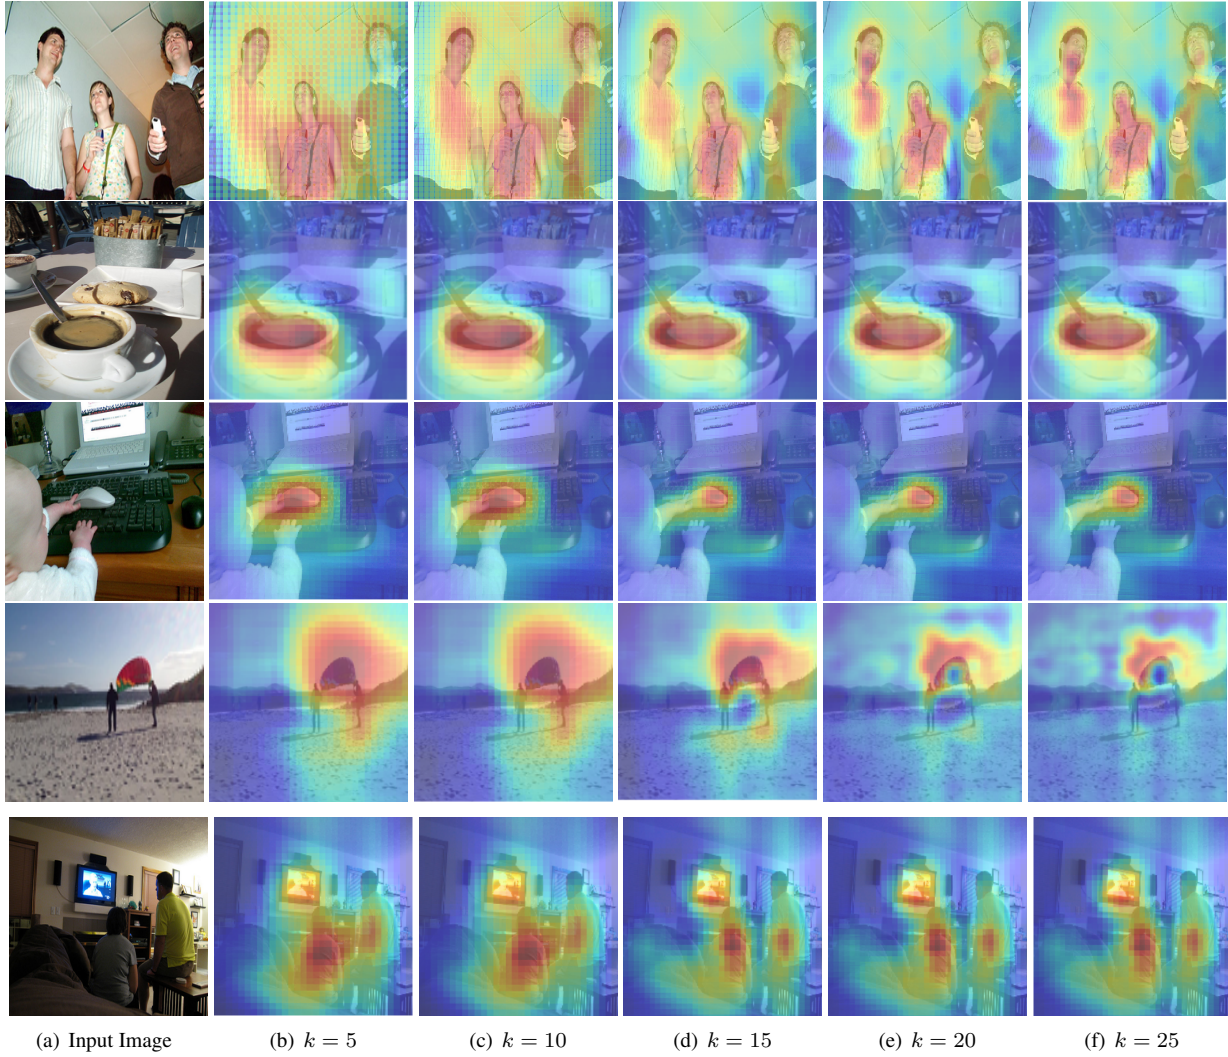 (a) Input Image
(b) k = 5
(c) k = 10
(d) k = 15
(e) k = 20
(f) k = 25